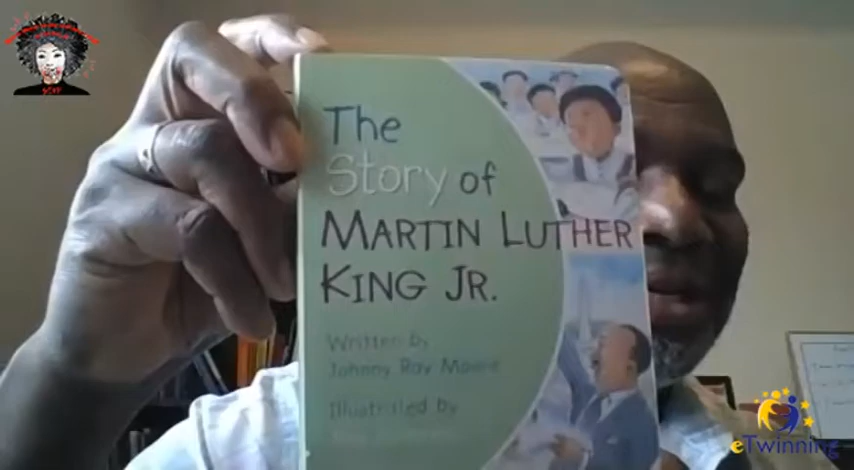 The
Story of
MARTIN LUTHER
KING JR.
Written by
Johnny Ray Moore
Illustrated by
eTwinning